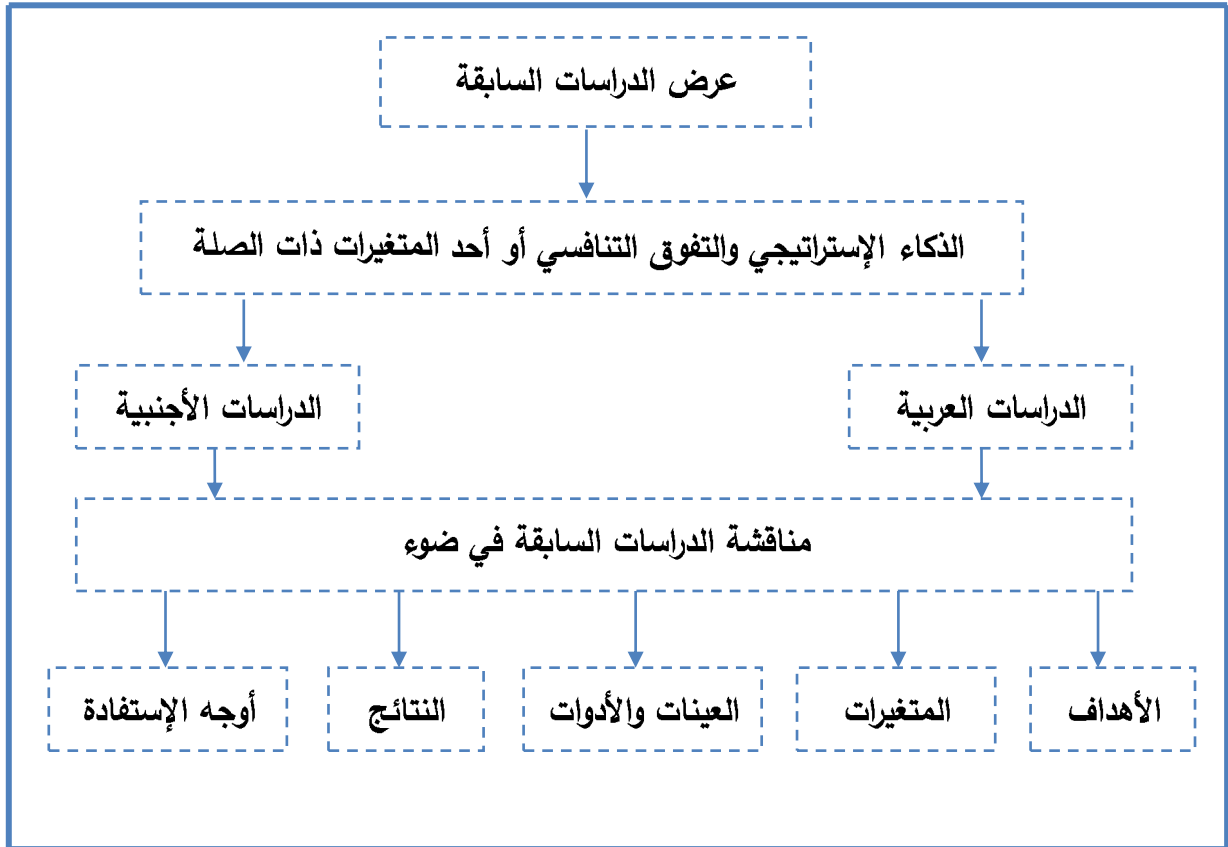 عرض الدراسات السابقة
الذكاء الإستراتيجي والتفوق التنافسي أو أحد المتغيرات ذات الصلة
الدراسات العربية
الدراسات الأجنبية
مناقشة الدراسات السابقة في ضوء
الأهداف
المتغيرات
العينات والأدوات
النتائج
أوجه الإستفادة